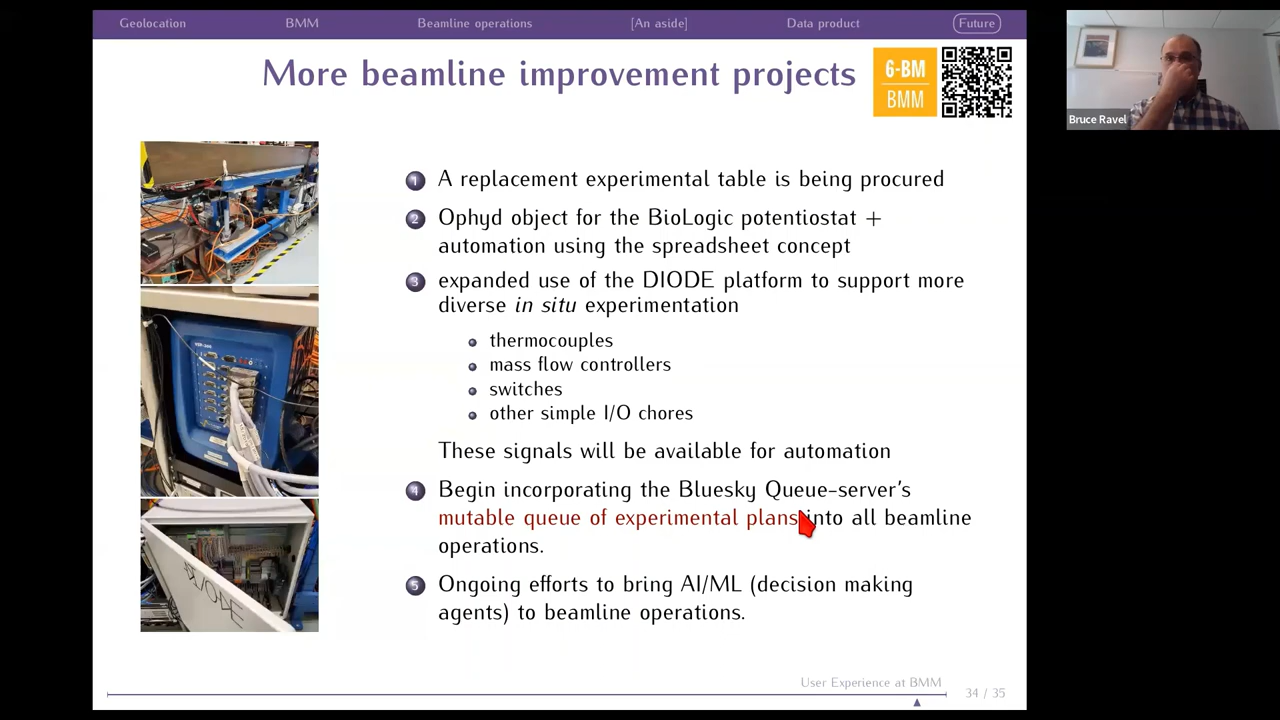 Geolocation BMM Beamline operations [An aside] Data product Future
More beamline improvement projects
6-BM
BMM
Bruce Ravel
1 A replacement experimental table is being procured
2 Ophyd object for the BioLogic potentiostat +
automation using the spreadsheet concept
3 expanded use of the DIODE platform to support more
diverse in situ experimentation
thermocouples
mass flow controllers
switches
other simple I/O chores
These signals will be available for automation
4 Begin incorporating the Bluesky Queue-server's
mutable queue of experimental plans into all beamline
operations.
5 Ongoing efforts to bring AI/ML (decision making
agents) to beamline operations.
DIODE
User Experience at BMM
34 / 35